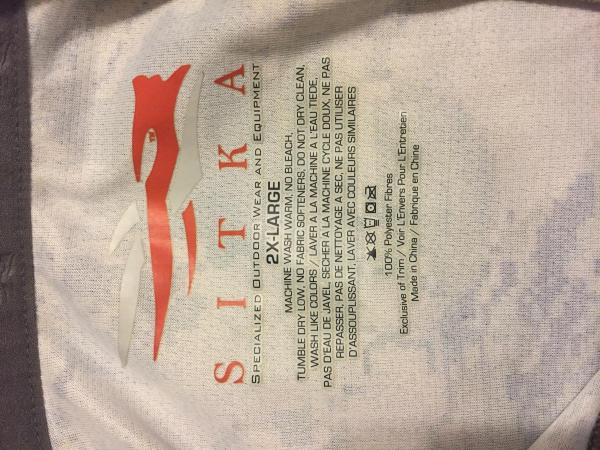 SITKA
SPECIALIZED OUTDOOR WEAR AND EQUIPMENT
2X-LARGE
MACHINE WASH WARM, NO BLEACH,
TUMBLE DRY LOW, NO FABRIC SOFTENERS, DO NOT DRY CLEAN,
WASH LIKE COLORS / LAVER A LA MACHINE A L'EAU TIEDE,
PAS D'EAU DE JAVEL, SECHER A LA MACHINE CYCLE DOUX, NE PAS
REPASSER, PAS DE NETTOYAGE A SEC, NE PAS UTILISER
D'ASSOUPLISSANT, LAVER AVEC COULEURS SIMILAIRES
100% Polyester Fibres
Exclusive of Trim / Voir L'Envers Pour L'Entretien
Made in China / Fabrique en Chine